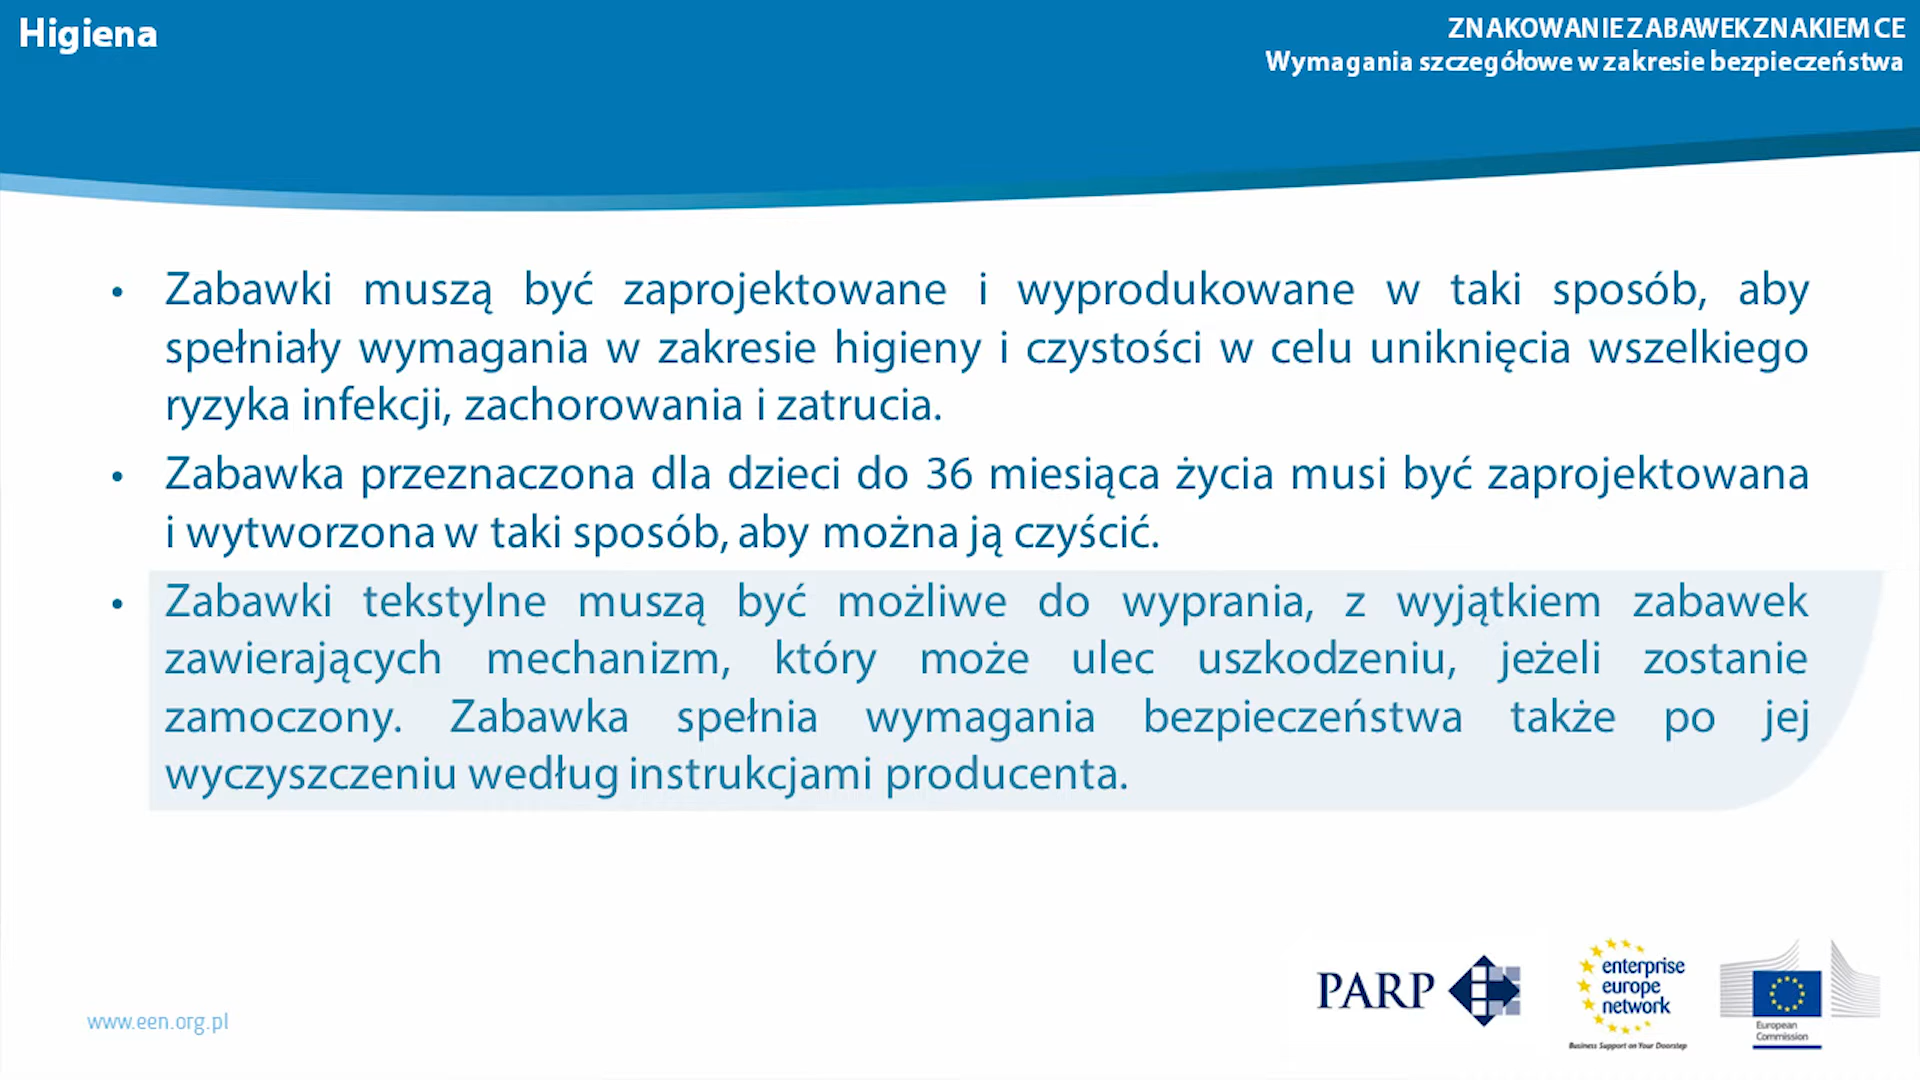 Higiena
ZNAKOWANIE ZABAWEK ZNAKIEM CE
Wymagania szczegółowe w zakresie bezpieczeństwa
• Zabawki muszą być zaprojektowane i wyprodukowane w taki sposób, aby
spełniały wymagania w zakresie higieny i czystości w celu uniknięcia wszelkiego
ryzyka infekcji, zachorowania i zatrucia.
• Zabawka przeznaczona dla dzieci do 36 miesiąca życia musi być zaprojektowana
i wytworzona w taki sposób, aby można ją czyścić.
• Zabawki tekstylne muszą być możliwe do wyprania, z wyjątkiem zabawek
zawierających mechanizm, który może ulec uszkodzeniu, jeżeli zostanie
zamoczony. Zabawka spełnia wymagania bezpieczeństwa także po jej
wyczyszczeniu według instrukcjami producenta.
www.een.org.pl
PARP
enterprise
europe
network
Business Support on Your Doorstep
European
Commission